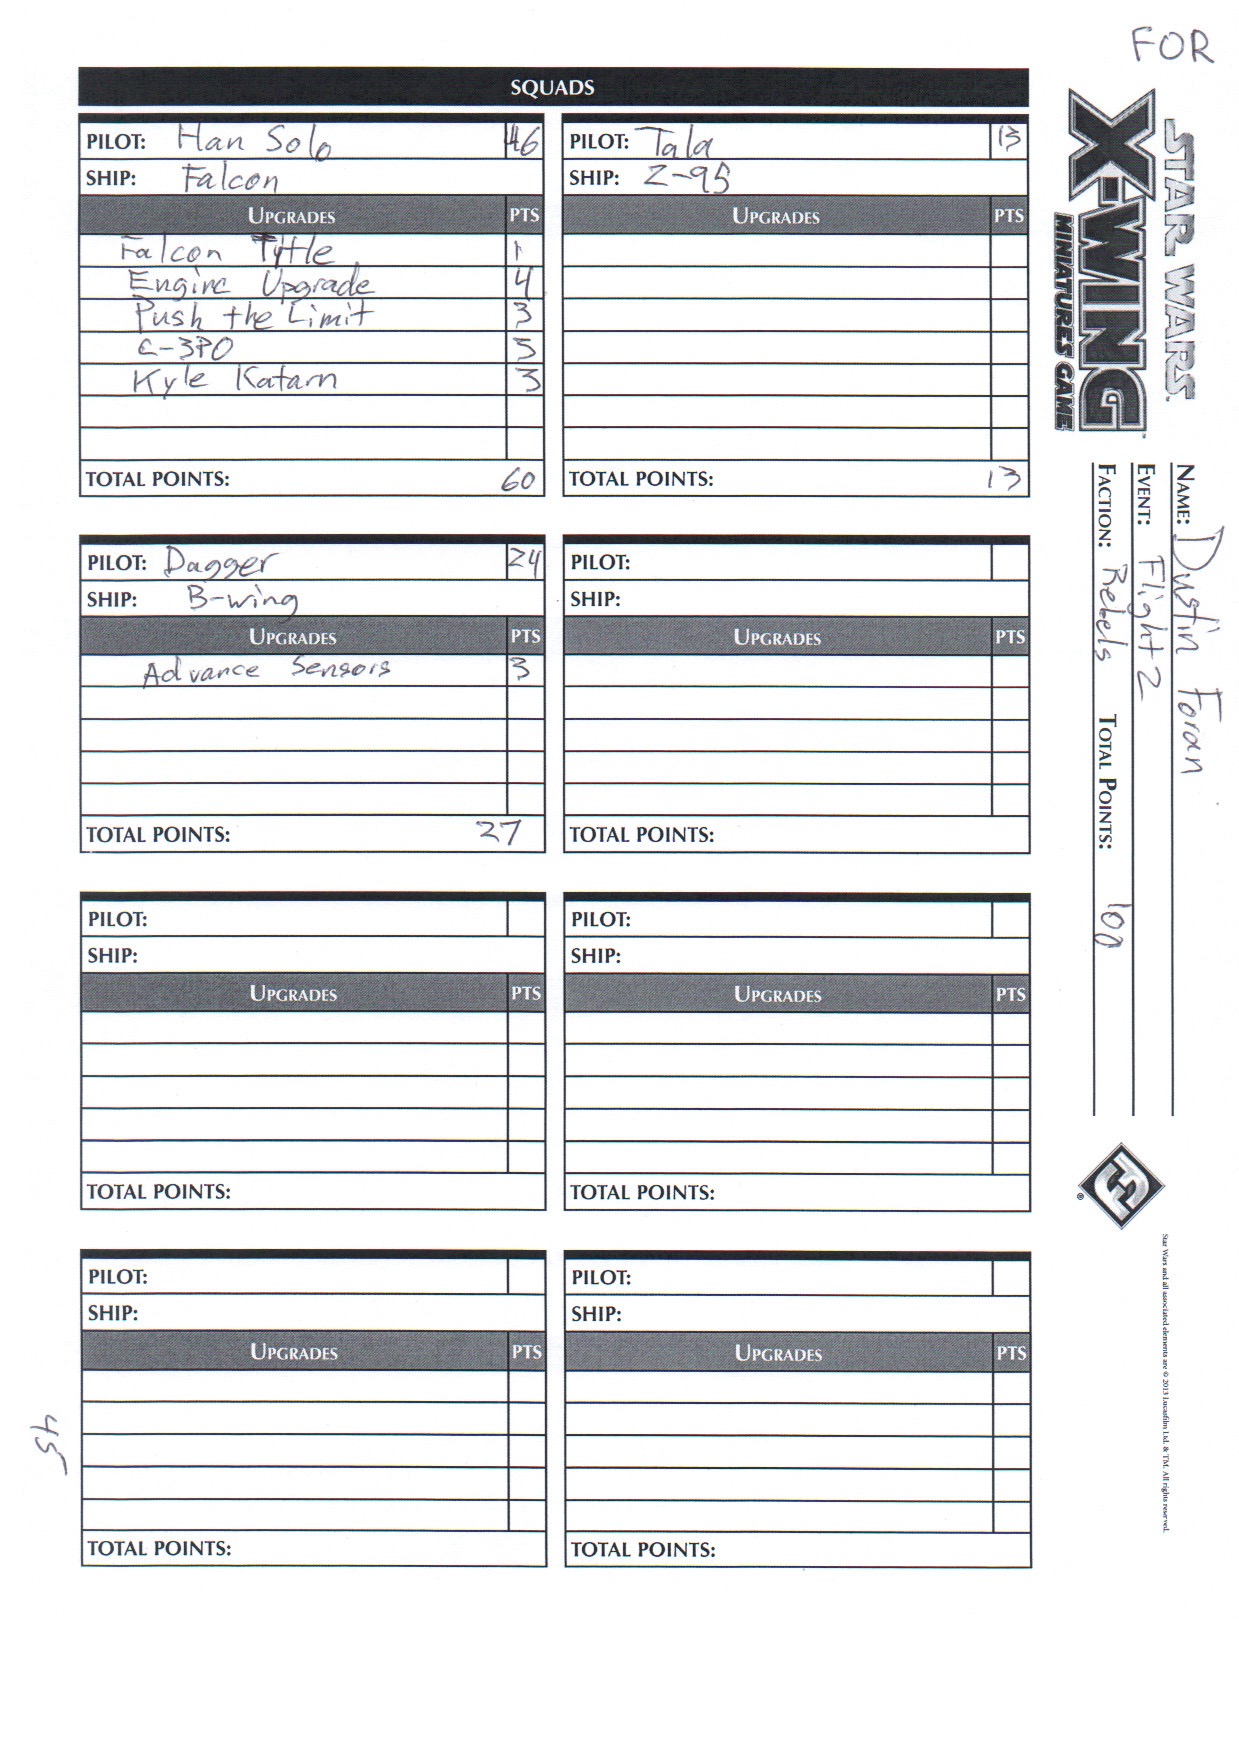 FOR
SQUADS
PILOT: Han Solo 46
SHIP: Falcon
UPGRADES PTS
Falcon Tytle 1
Engine Upgrade 4
Push the Limit 3
C-3PO 3
Kyle Katarn 3
TOTAL POINTS: 60
PILOT: Tala 13
SHIP: Z-95
UPGRADES PTS
TOTAL POINTS: 13
PILOT: Dagger 24
SHIP: B-wing
UPGRADES PTS
Advance Sensors 3
TOTAL POINTS: 27
PILOT:
SHIP:
UPGRADES PTS
TOTAL POINTS:
PILOT:
SHIP:
UPGRADES PTS
TOTAL POINTS:
PILOT:
SHIP:
UPGRADES PTS
TOTAL POINTS:
PILOT:
SHIP:
UPGRADES PTS
TOTAL POINTS:
PILOT:
SHIP:
UPGRADES PTS
TOTAL POINTS:
STAR WARS
X-WING
MINIATURES GAME
NAME: Dustin Foran
EVENT: Flight 2
FACTION: Rebels TOTAL POINTS: 100
Star Wars and all associated elements are © 2013 Lucasfilm Ltd. & TM. All rights reserved.
45